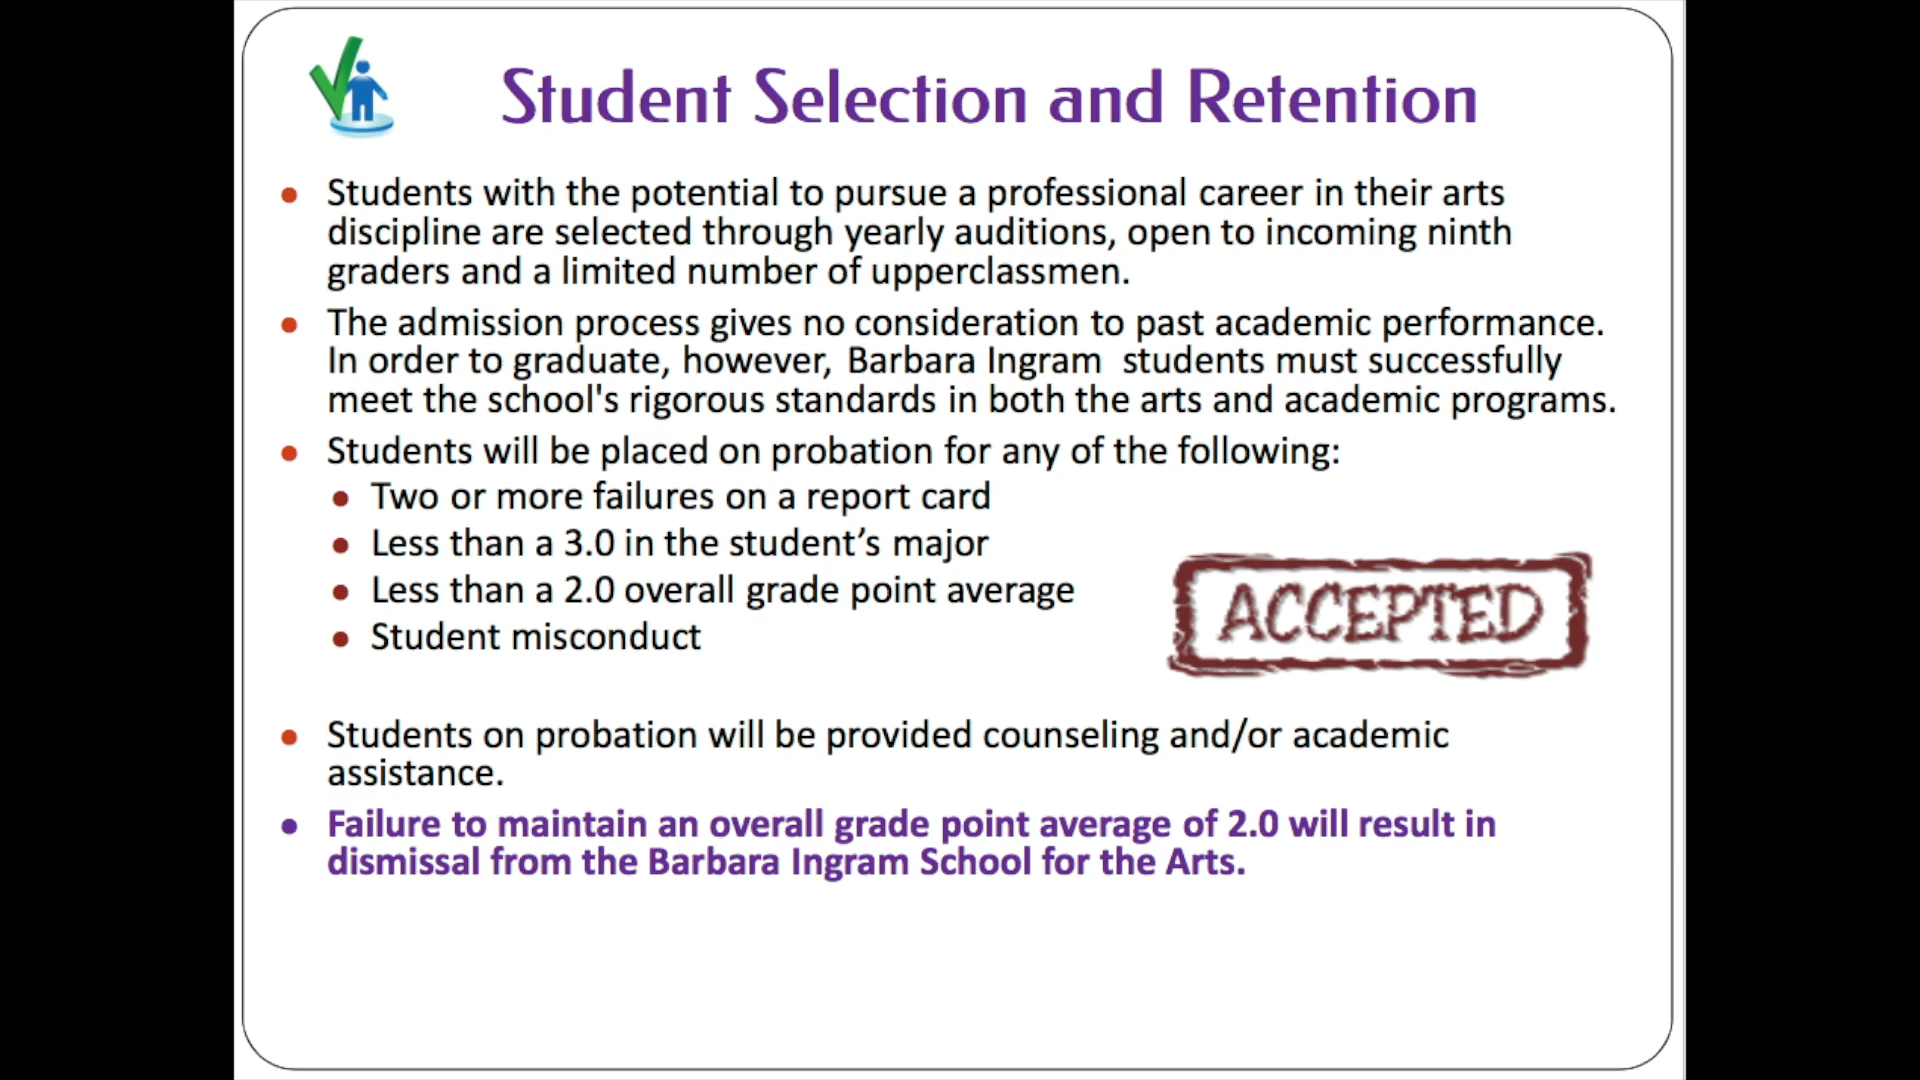 Student Selection and Retention
Students with the potential to pursue a professional career in their arts
discipline are selected through yearly auditions, open to incoming ninth
graders and a limited number of upperclassmen.
The admission process gives no consideration to past academic performance.
In order to graduate, however, Barbara Ingram  students must successfully
meet the school's rigorous standards in both the arts and academic programs.
Students will be placed on probation for any of the following:
Two or more failures on a report card
Less than a 3.0 in the student’s major
Less than a 2.0 overall grade point average
Student misconduct
ACCEPTED
Students on probation will be provided counseling and/or academic
assistance.
Failure to maintain an overall grade point average of 2.0 will result in
dismissal from the Barbara Ingram School for the Arts.